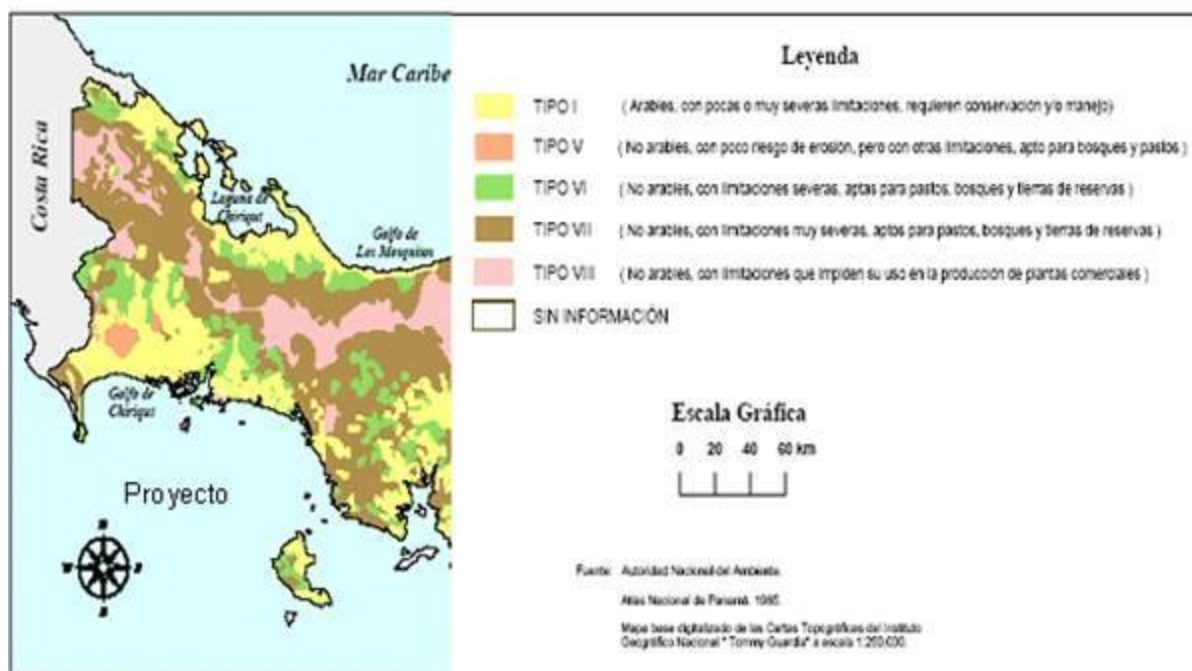 Mar Caribe
Costa Rica
Laguna de
Chiriquí
Golfo de
Los Mosquitos
Golfo de
Chiriquí
Proyecto
N
S
Leyenda
TIPO I ( Arables, con pocas o muy severas limitaciones, requieren conservación y/o manejo)
TIPO V ( No arables, con poco riesgo de erosión, pero con otras limitaciones, apto para bosques y pastos )
TIPO VI ( No arables, con limitaciones severas, aptas para pastos, bosques y tierras de reservas )
TIPO VII ( No arables, con limitaciones muy severas, aptos para pastos, bosques y tierras de reservas )
TIPO VIII ( No arables, con limitaciones que impiden su uso en la producción de plantas comerciales )
SIN INFORMACIÓN
Escala Gráfica
0 20 40 60 km
Fuente: Autoridad Nacional del Ambiente.
Atlas Nacional de Panamá.
Mapa base digitalizado de las Cartas Topográficas del Instituto
Geográfico Nacional " Tommy Guardia" a escala 1:250,000.